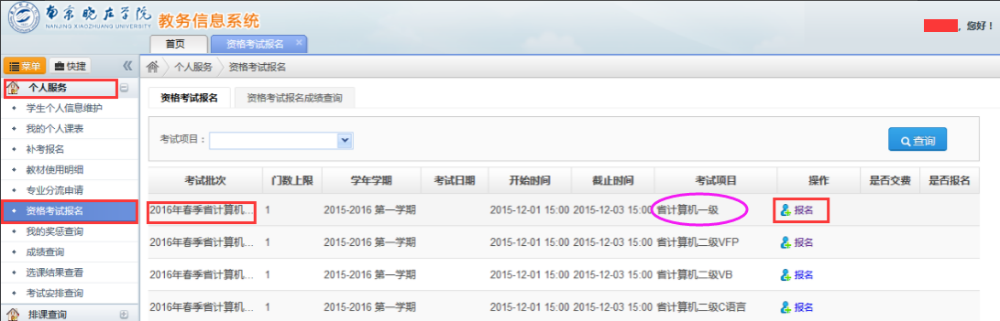 南京晓庄学院
NANJING XIAOZHUANG UNIVERSITY
教务信息系统
,您好!
首页 资格考试报名 ×
菜单 快捷 《
个人服务 资格考试报名
个人服务
学生个人信息维护
我的个人课表
补考报名
教材使用明细
专业分流申请
资格考试报名
我的奖惩查询
成绩查询
选课结果查看
考试安排查询
排课查询
资格考试报名 资格考试报名成绩查询
考试项目: 查询
考试批次 门数上限 学年学期 考试日期 开始时间 截止时间 考试项目 操作 是否交费 是否报名
2016年春季省计算机... 1 2015-2016 第一学期 2015-12-01 15:00 2015-12-03 15:00 省计算机一级 报名
2016年春季省计算机... 1 2015-2016 第一学期 2015-12-01 15:00 2015-12-03 15:00 省计算机二级VFP 报名
2016年春季省计算机... 1 2015-2016 第一学期 2015-12-01 15:00 2015-12-03 15:00 省计算机二级VB 报名
2016年春季省计算机... 1 2015-2016 第一学期 2015-12-01 15:00 2015-12-03 15:00 省计算机二级C语言 报名